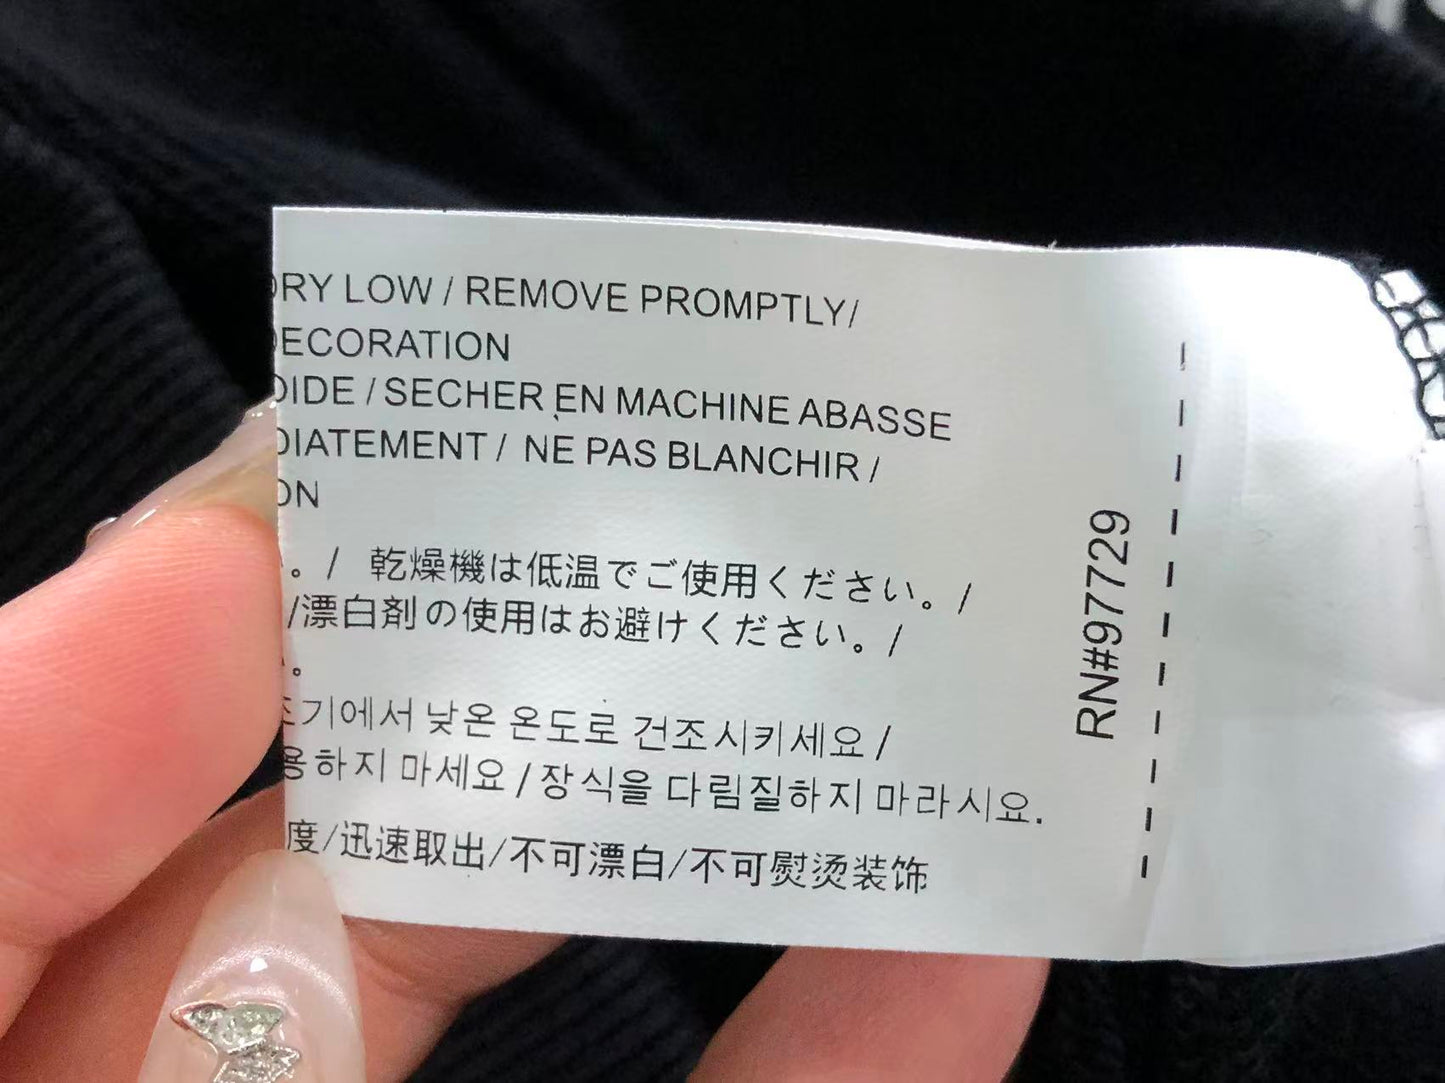 DRY LOW / REMOVE PROMPTLY/
DECORATION
OIDE / SECHER EN MACHINE ABASSE
DIATEMENT / NE PAS BLANCHIR /
ON
。/ 乾燥機は低温でご使用ください。/
/漂白剤の使用はお避けください。/
。
조기에서 낮은 온도로 건조시키세요 /
용하지 마세요 / 장식을 다림질하지 마라시요.
度/迅速取出/不可漂白/不可熨烫装饰
RN#97729